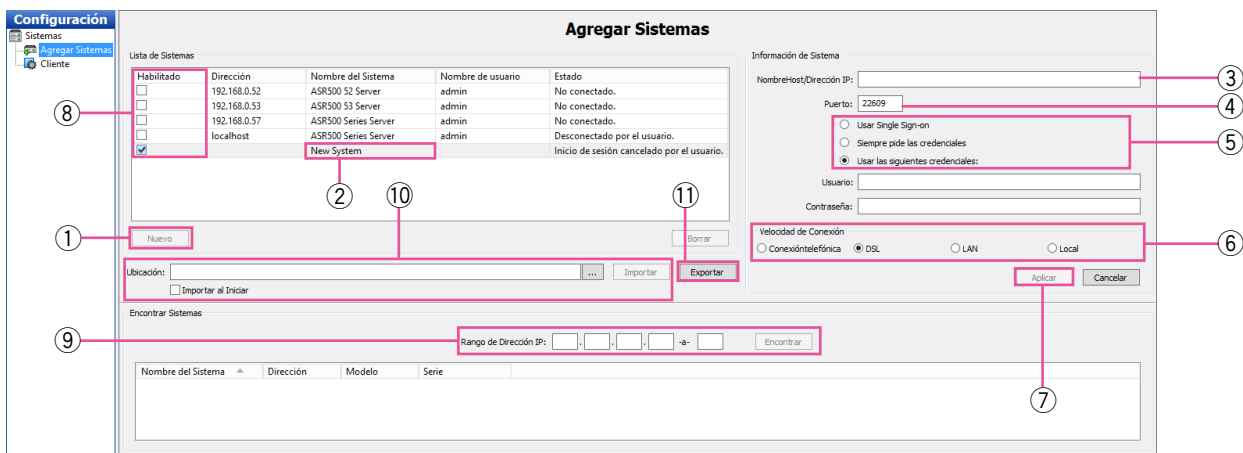 Configuración
Sistemas
Agregar Sistemas
Cliente
Agregar Sistemas
Lista de Sistemas
Habilitado Dirección Nombre del Sistema Nombre de usuario Estado
192.168.0.52 ASR500 52 Server admin No conectado.
192.168.0.53 ASR500 53 Server admin No conectado.
192.168.0.57 ASR500 Series Server admin No conectado.
localhost ASR500 Series Server admin Desconectado por el usuario.
New System Inicio de sesión cancelado por el usuario.
8
2
10
11
1
Nuevo
Borrar
Ubicación: ... Importar Exportar
Importar al Iniciar
Información de Sistema
NombreHost/Dirección IP:
3
Puerto: 22609
4
Usar Single Sign-on
Siempre pide las credenciales
Usar las siguientes credenciales:
5
Usuario:
Contraseña:
Velocidad de Conexión
Conexióntelefónica DSL LAN Local
6
Aplicar Cancelar
7
Encontrar Sistemas
9
Rango de Dirección IP: . . . -a- Encontrar
Nombre del Sistema Dirección Modelo Serie